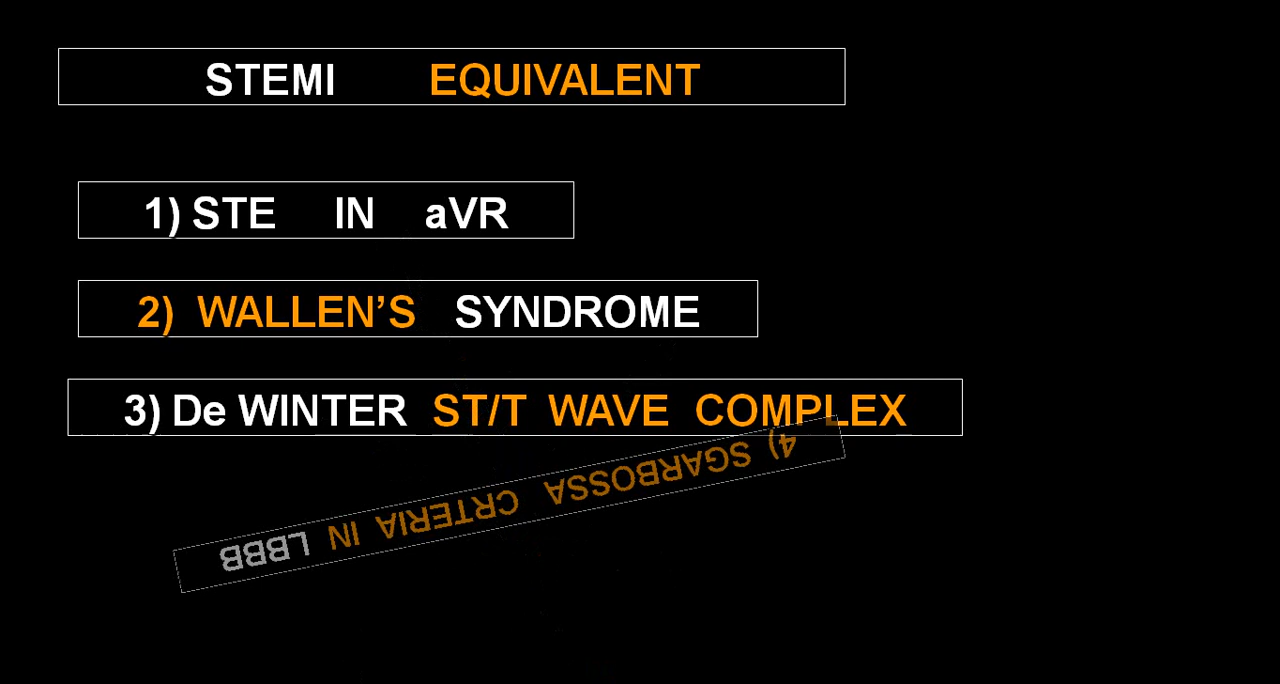 STEMI EQUIVALENT
1) STE IN aVR
2) WALLEN’S SYNDROME
3) De WINTER ST/T WAVE COMPLEX
4) SGARBOSSA CRTERIA IN LBBB